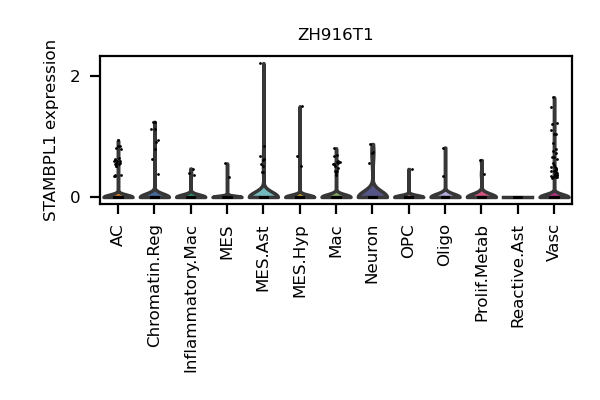 ZH916T1
STAMBPL1 expression
2
0
AC
Chromatin.Reg
Inflammatory.Mac
MES
MES.Ast
MES.Hyp
Mac
Neuron
OPC
Oligo
Prolif.Metab
Reactive.Ast
Vasc